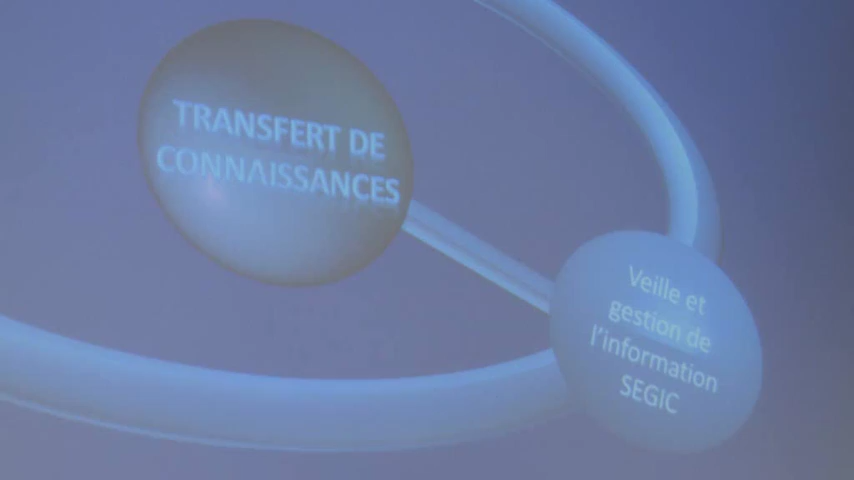 TRANSFERT DE
CONNAISSANCES
Veille et
gestion de
l'information
SEGIC